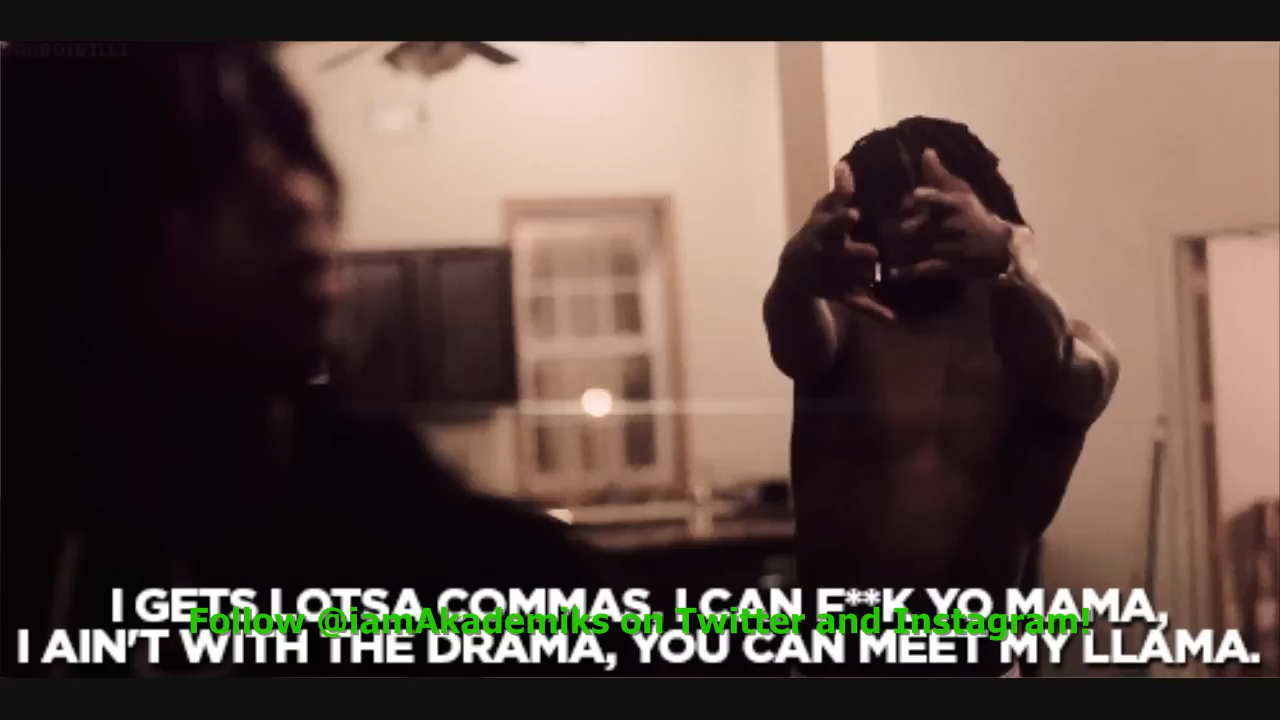 I GETS LOTSA COMMAS, I CAN F**K YO MAMA,
Follow @iamAkademiks on Twitter and Instagram!
I AIN'T WITH THE DRAMA, YOU CAN MEET MY LLAMA.